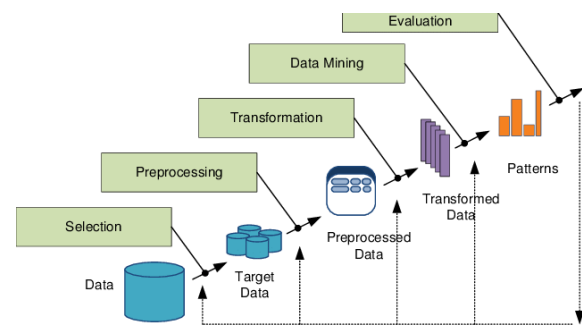 Evaluation
Data Mining
Transformation
Preprocessing
Selection
Data
Target
Data
Preprocessed
Data
Transformed
Data
Patterns